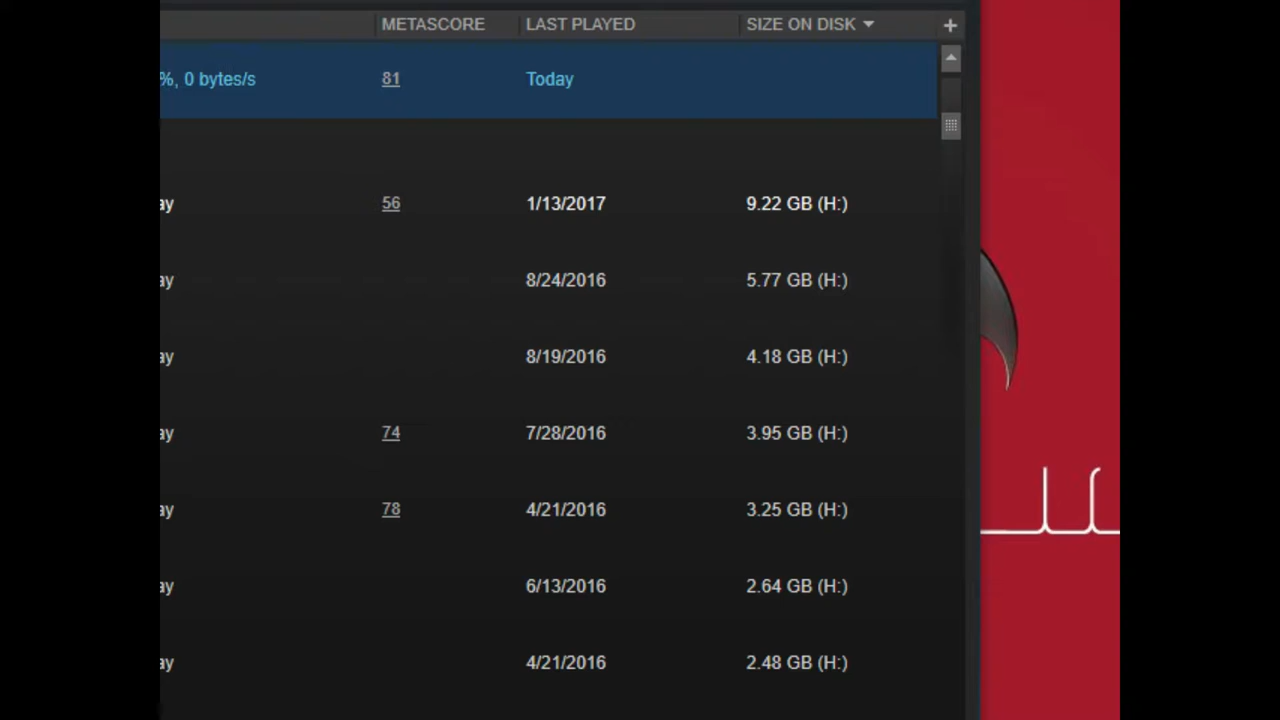 METASCORE LAST PLAYED SIZE ON DISK
%, 0 bytes/s 81 Today
ay 56 1/13/2017 9.22 GB (H:)
ay 8/24/2016 5.77 GB (H:)
ay 8/19/2016 4.18 GB (H:)
ay 74 7/28/2016 3.95 GB (H:)
ay 78 4/21/2016 3.25 GB (H:)
ay 6/13/2016 2.64 GB (H:)
ay 4/21/2016 2.48 GB (H:)